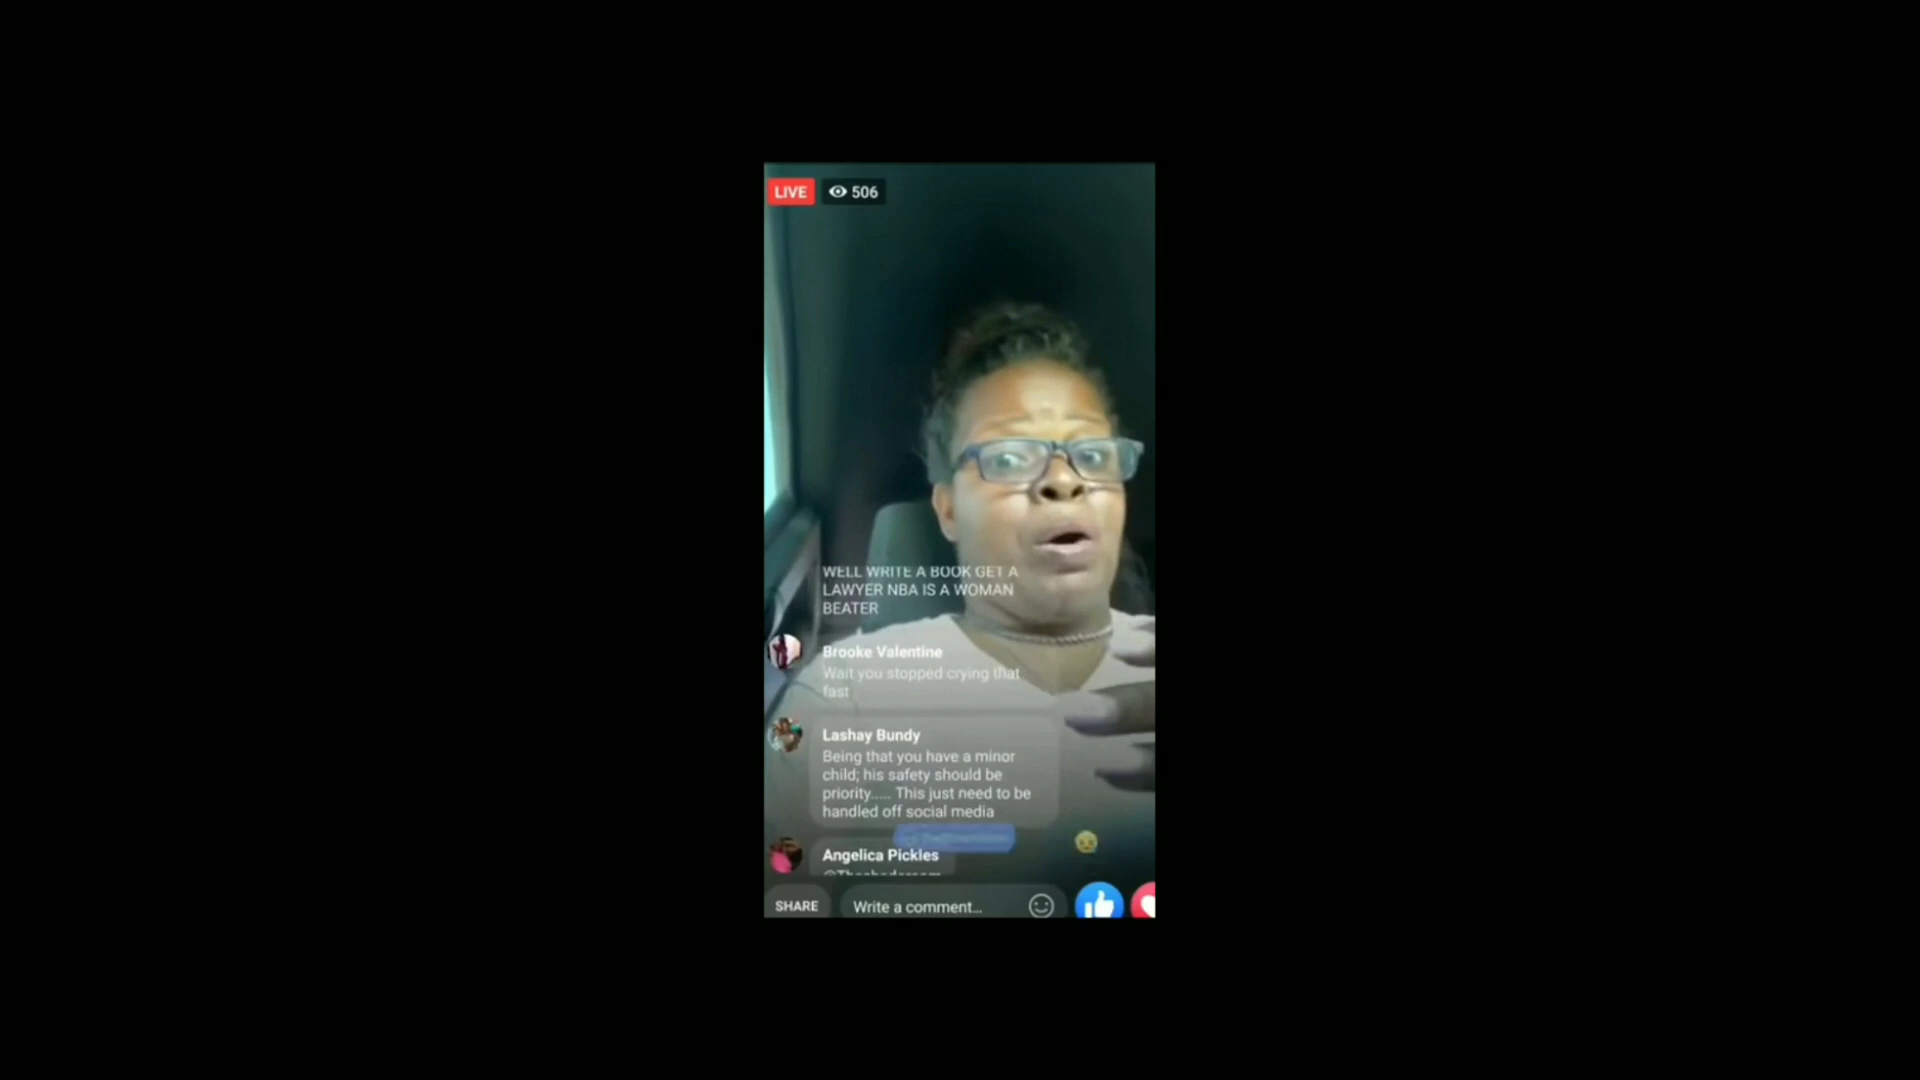 LIVE 506
WELL WRITE A BOOK GET A
LAWYER NBA IS A WOMAN
BEATER
Brooke Valentine
Wait you stopped crying that
fast
Lashay Bundy
Being that you have a minor
child; his safety should be
priority..... This just need to be
handled off social media
Angelica Pickles
SHARE Write a comment...